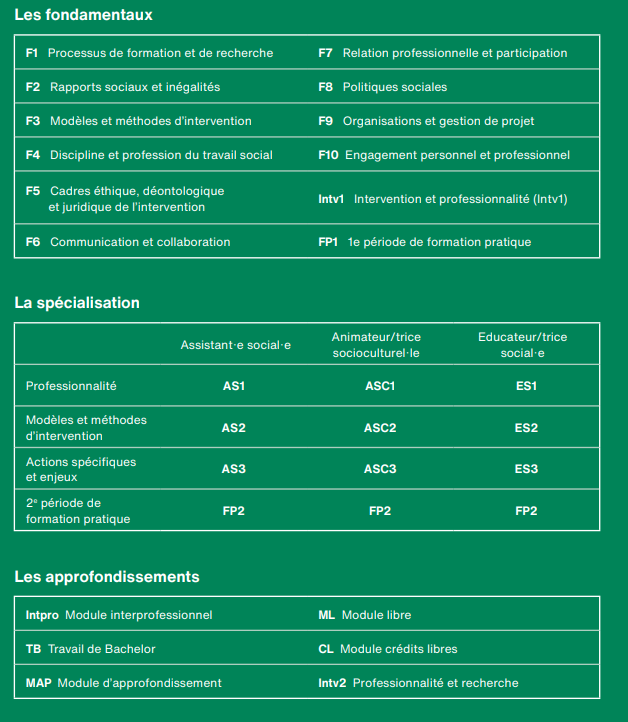 Les fondamentaux
F1 Processus de formation et de recherche
F7 Relation professionnelle et participation
F2 Rapports sociaux et inégalités
F8 Politiques sociales
F3 Modèles et méthodes d'intervention
F9 Organisations et gestion de projet
F4 Discipline et profession du travail social
F10 Engagement personnel et professionnel
F5 Cadres éthique, déontologique
et juridique de l'intervention
Intv1 Intervention et professionnalité (Intv1)
F6 Communication et collaboration
FP1 1e période de formation pratique
La spécialisation
Assistant·e social·e
Animateur/trice
socioculturel·le
Educateur/trice
social·e
Professionnalité AS1 ASC1 ES1
Modèles et méthodes
d'intervention
AS2 ASC2 ES2
Actions spécifiques
et enjeux
AS3 ASC3 ES3
2e période de
formation pratique
FP2 FP2 FP2
Les approfondissements
Intpro Module interprofessionnel
ML Module libre
TB Travail de Bachelor
CL Module crédits libres
MAP Module d'approfondissement
Intv2 Professionnalité et recherche